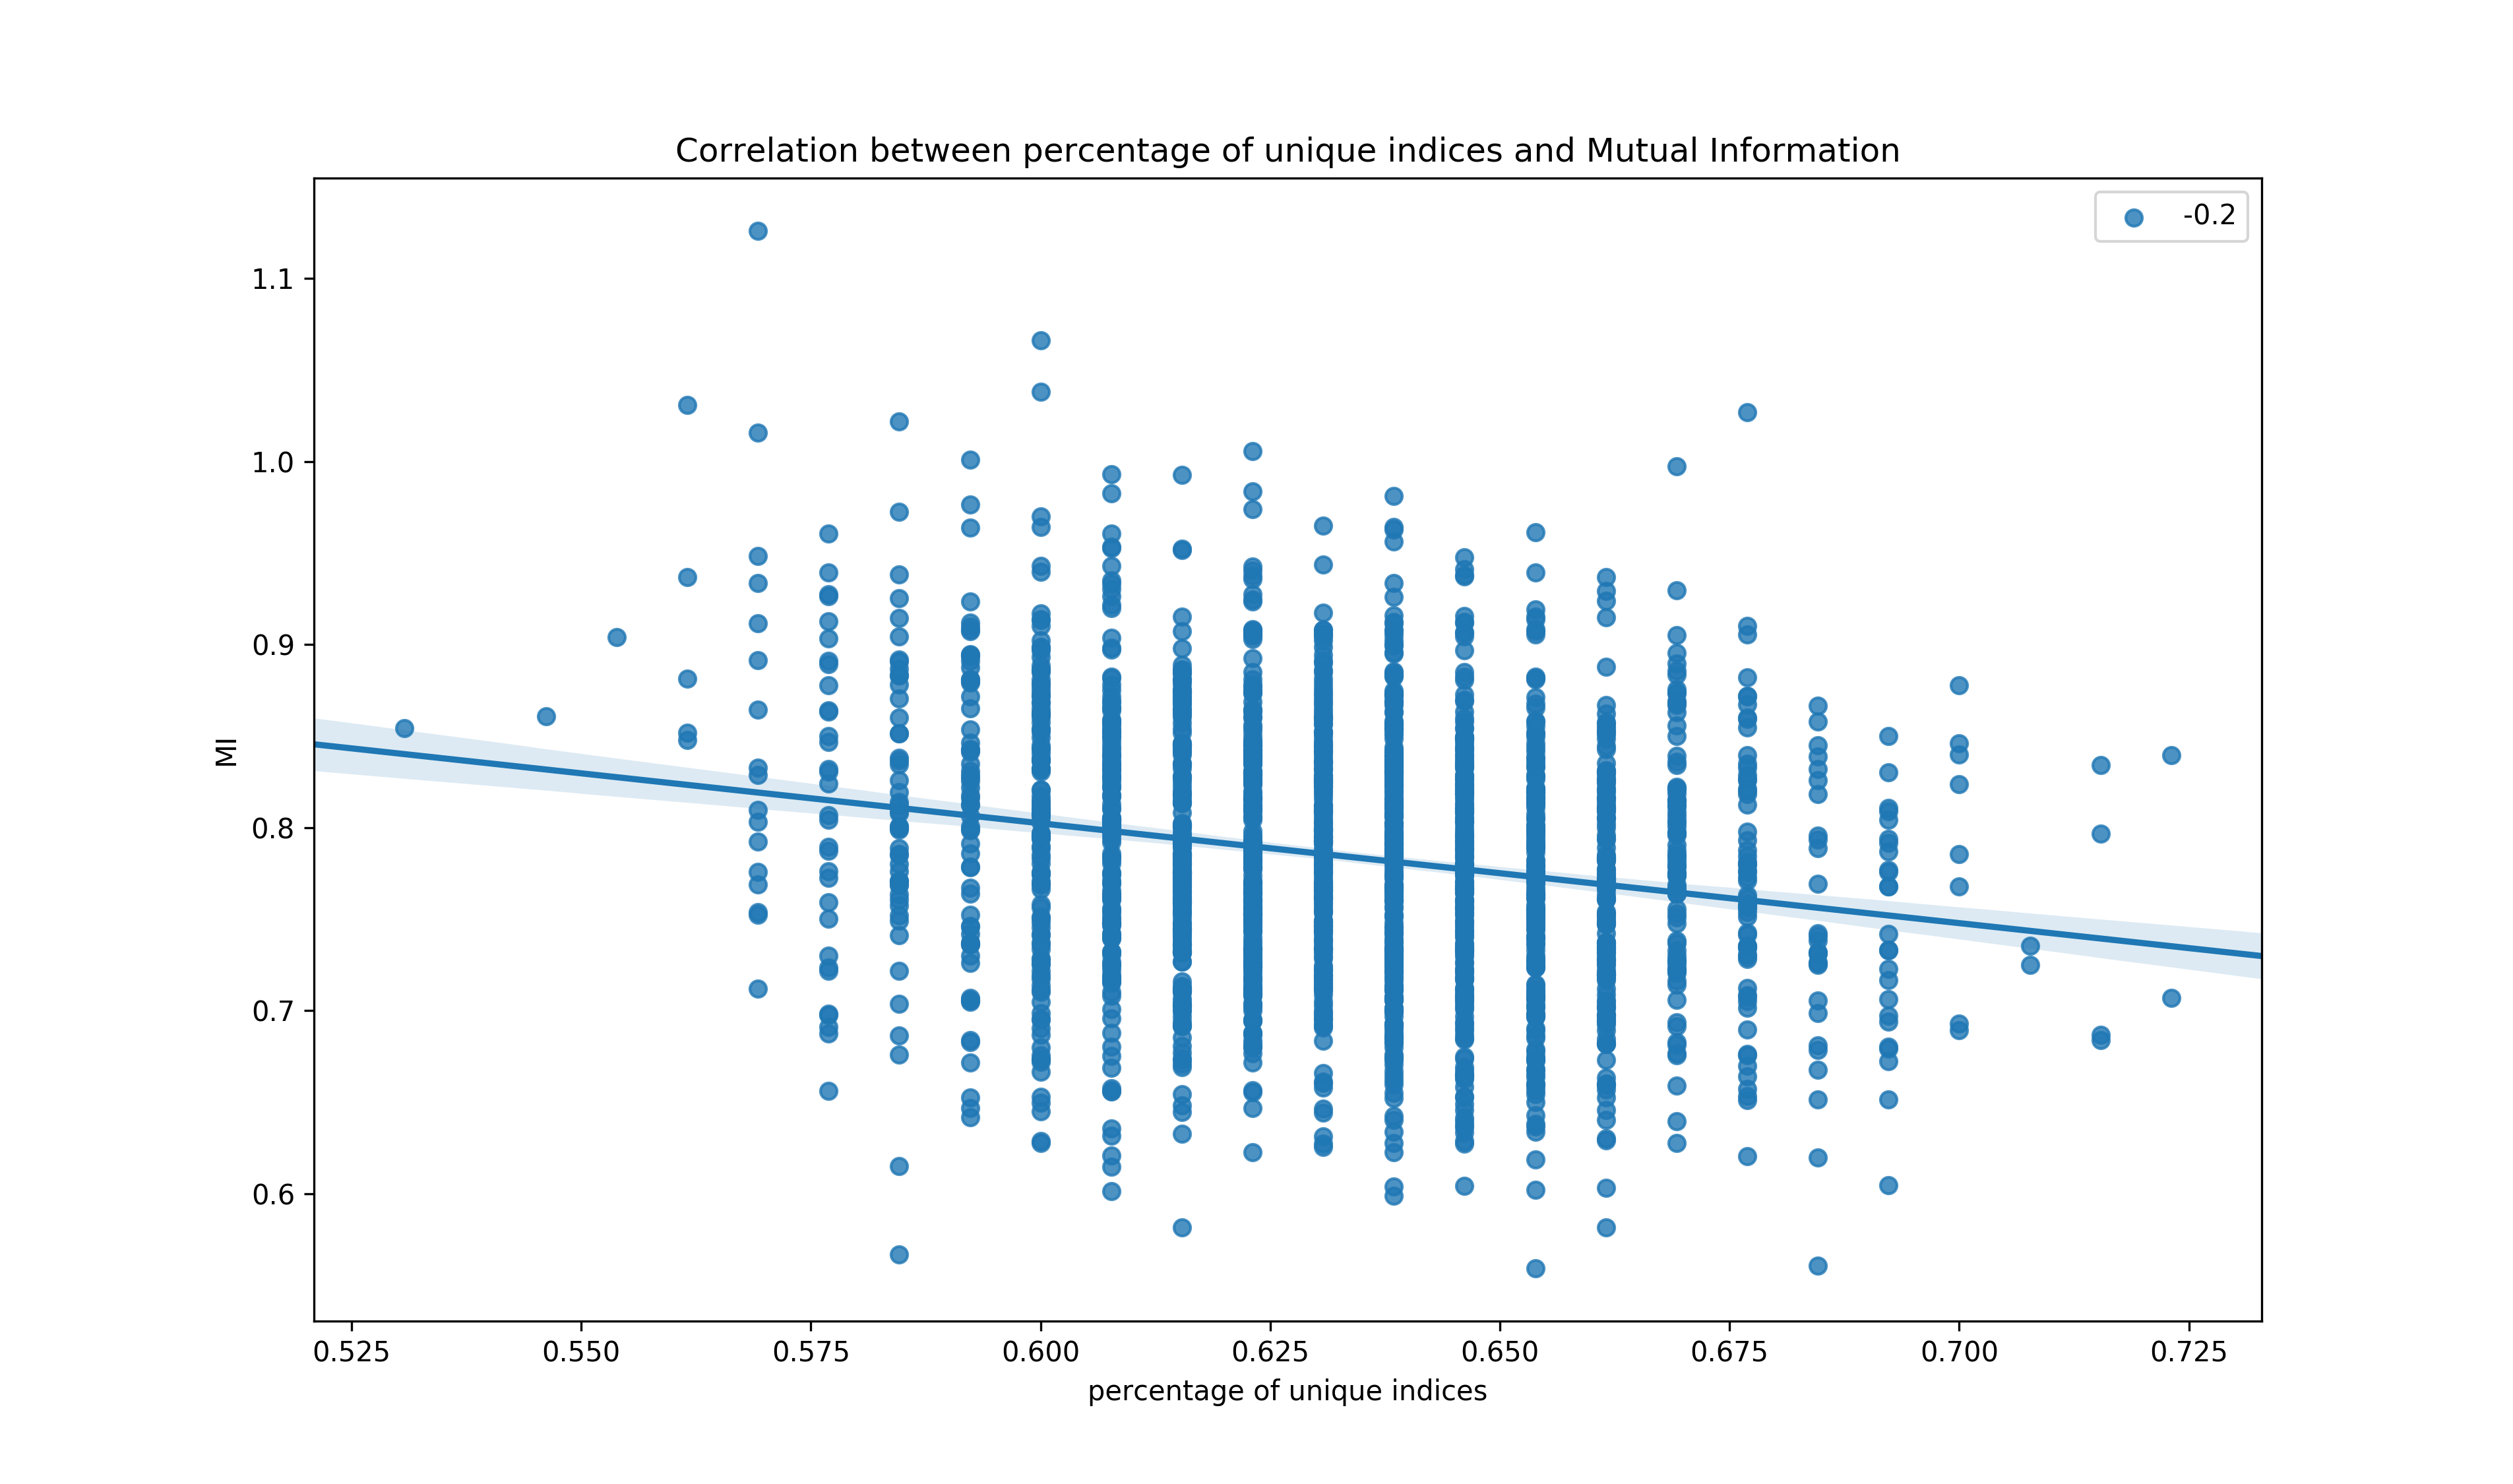 Correlation between percentage of unique indices and Mutual Information
-0.2
1.1
1.0
0.9
0.8
0.7
0.6
MI
0.525 0.550 0.575 0.600 0.625 0.650 0.675 0.700 0.725
percentage of unique indices